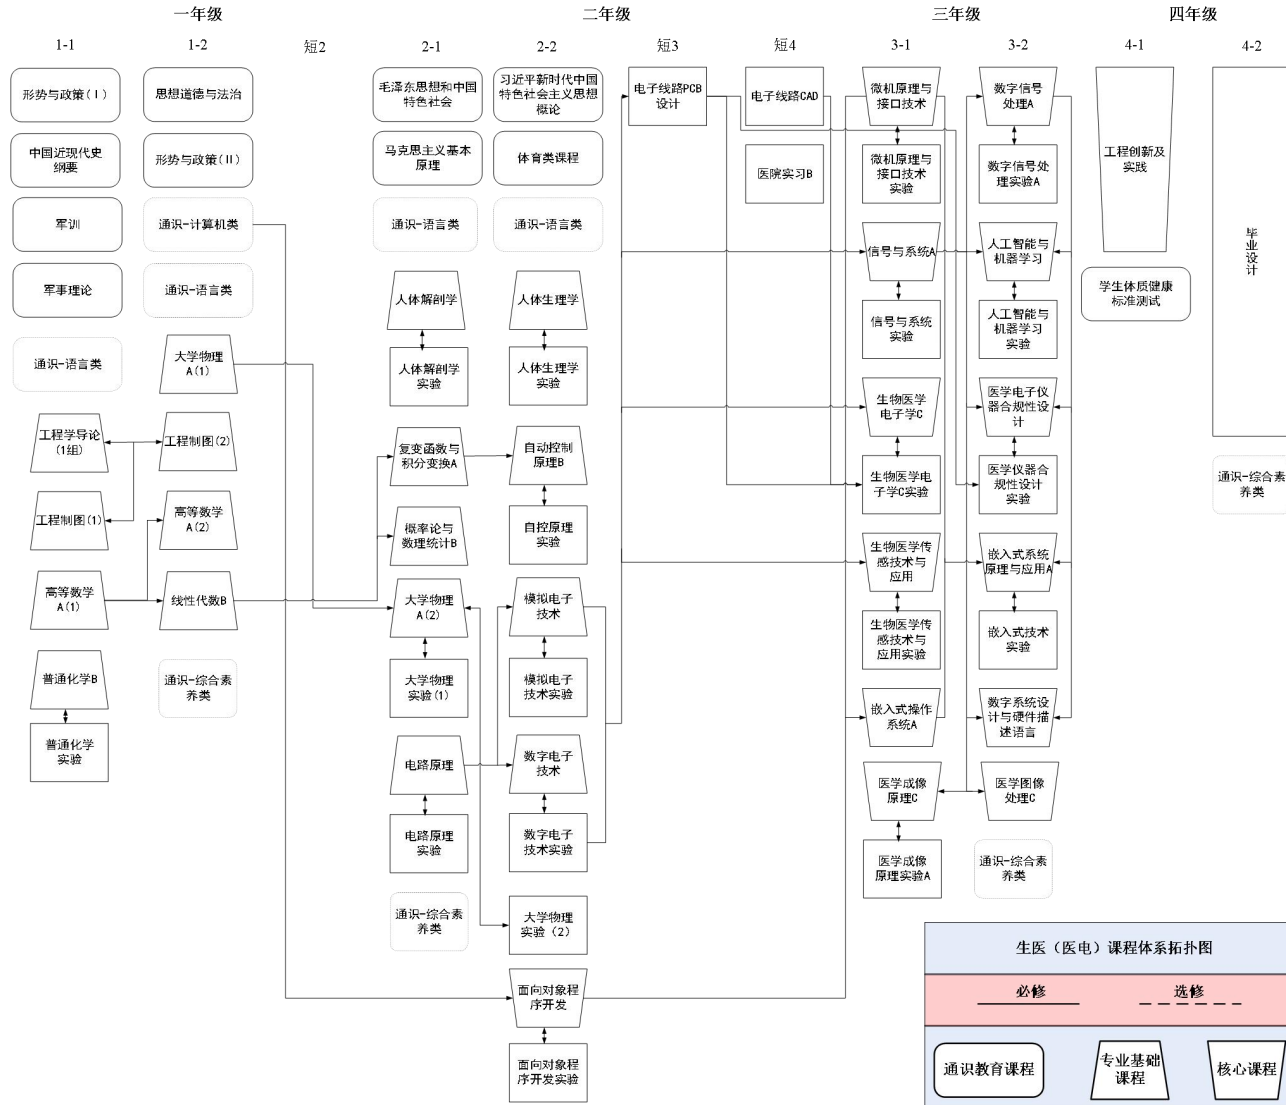 一年级
二年级
三年级
四年级
1-1
1-2
短2
2-1
2-2
短3
短4
3-1
3-2
4-1
4-2
形势与政策(Ⅰ)
中国近现代史
纲要
军训
军事理论
通识-语言类
工程学导论
(1组)
工程制图(1)
高等数学
A(1)
普通化学B
普通化学
实验
思想道德与法治
形势与政策(II)
通识-计算机类
通识-语言类
大学物理
A(1)
工程制图(2)
高等数学
A(2)
线性代数B
通识-综合素
养类
毛泽东思想和中国
特色社会
马克思主义基本
原理
通识-语言类
人体解剖学
人体解剖学
实验
复变函数与
积分变换A
概率论与
数理统计B
大学物理
A(2)
大学物理
实验(1)
电路原理
电路原理
实验
通识-综合素
养类
习近平新时代中国
特色社会主义思想
概论
体育类课程
通识-语言类
人体生理学
人体生理学
实验
自动控制
原理B
自控原理
实验
模拟电子
技术
模拟电子
技术实验
数字电子
技术
数字电子
技术实验
大学物理
实验（2）
面向对象程
序开发
面向对象程
序开发实验
电子线路PCB
设计
电子线路CAD
医院实习B
微机原理与
接口技术
微机原理与
接口技术
实验
信号与系统A
信号与系统
实验
生物医学
电子学C
生物医学电
子学C实验
生物医学传
感技术与
应用
生物医学传
感技术与
应用实验
嵌入式操作
系统A
医学成像
原理C
医学成像
原理实验A
数字信号
处理A
数字信号处
理实验A
人工智能与
机器学习
人工智能与
机器学习
实验
医学电子仪
器合规性设
计
医学仪器合
规性设计
实验
嵌入式系统
原理与应用A
嵌入式技术
实验
数字系统设
计与硬件描
述语言
医学图像
处理C
通识-综合素
养类
工程创新及
实践
学生体质健康
标准测试
毕
业
设
计
通识-综合素
养类
生医（医电）课程体系拓扑图
必修
选修
通识教育课程
专业基础
课程
核心课程